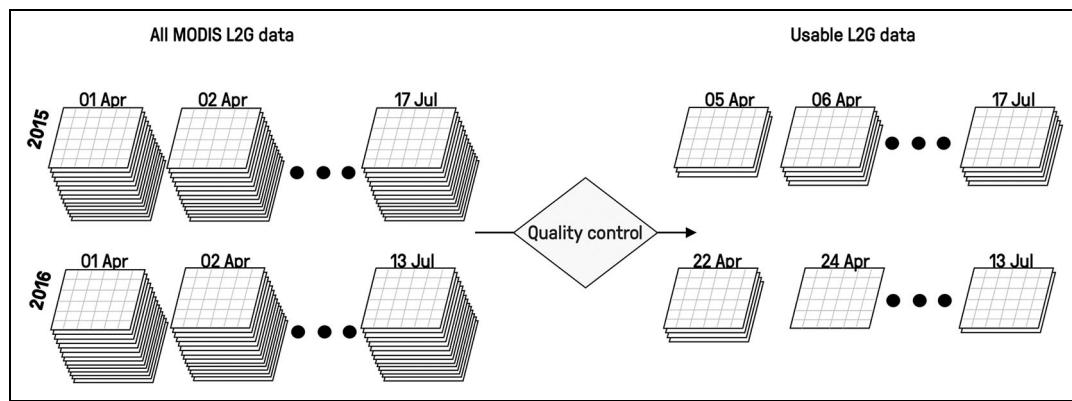 All MODIS L2G data
Usable L2G data
2015
01 Apr
02 Apr
17 Jul
05 Apr
06 Apr
17 Jul
Quality control
2016
01 Apr
02 Apr
13 Jul
22 Apr
24 Apr
13 Jul